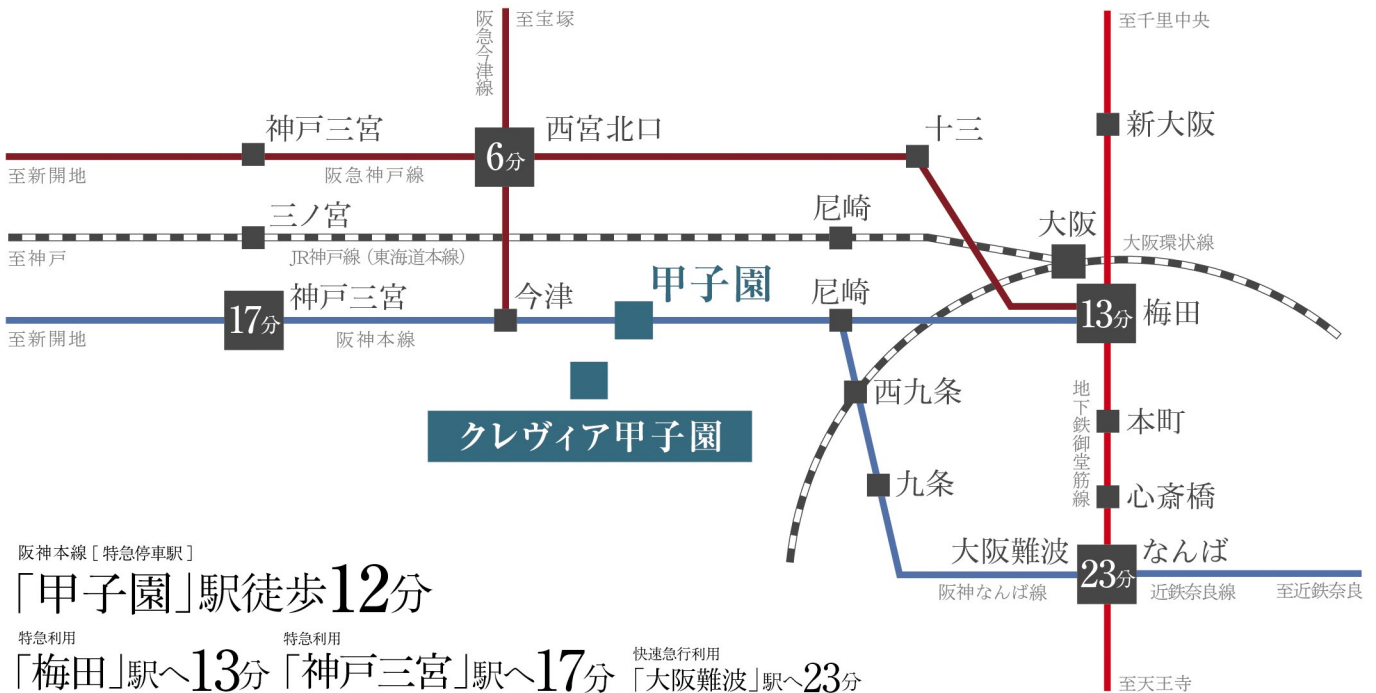 至宝塚
阪急今津線
至千里中央
神戸三宮
6分
西宮北口
十三
新大阪
至新開地
阪急神戸線
三ノ宮
尼崎
大阪
大阪環状線
至神戸
JR神戸線（東海道本線）
甲子園
17分
神戸三宮
今津
尼崎
13分
梅田
至新開地
阪神本線
クレヴィア甲子園
西九条
地下鉄御堂筋線
本町
九条
心斎橋
大阪難波
23分
なんば
阪神なんば線
近鉄奈良線
至近鉄奈良
至天王寺
阪神本線［特急停車駅］
「甲子園」駅徒歩12分
特急利用
「梅田」駅へ13分
特急利用
「神戸三宮」駅へ17分
快速急行利用
「大阪難波」駅へ23分